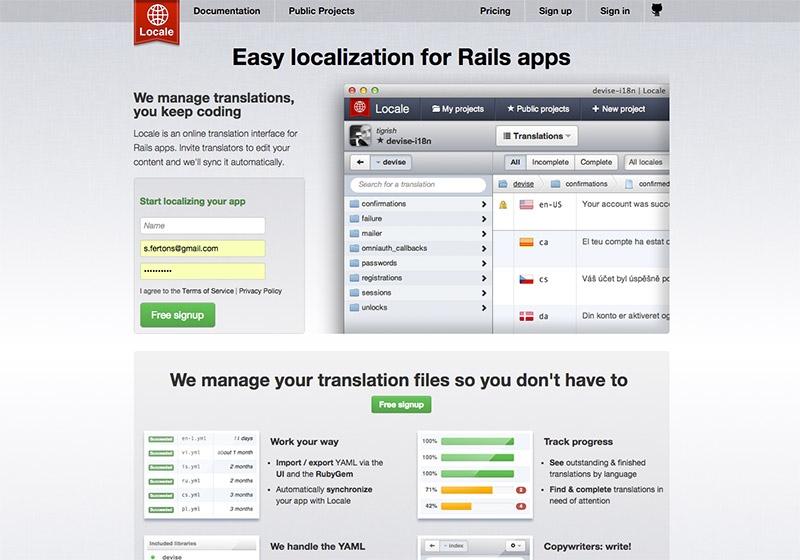 Locale
Documentation
Public Projects
Pricing
Sign up
Sign in
Easy localization for Rails apps
We manage translations,
you keep coding
Locale is an online translation interface for
Rails apps. Invite translators to edit your
content and we'll sync it automatically.
Start localizing your app
Name
s.fertons@gmail.com
••••••••••
I agree to the Terms of Service | Privacy Policy
Free signup
devise-i18n | Locale
Locale
My projects
Public projects
New project
tigrish
devise-i18n
Translations
devise
All
Incomplete
Complete
All locales
Search for a translation
devise
confirmations
confirmed
confirmations
failure
mailer
omniauth_callbacks
passwords
registrations
sessions
unlocks
en-US
Your account was succe
ca
El teu compte ha estat c
cs
Váš účet byl úspěšně po
da
Din konto er aktiveret og
We manage your translation files so you don't have to
Free signup
Succeeded en-1.yml 11 days
Succeeded vi.yml about 1 month
Succeeded is.yml 2 months
Succeeded ru.yml 2 months
Succeeded cs.yml 3 months
Succeeded pl.yml 3 months
Work your way
Import / export YAML via the
UI and the RubyGem
Automatically synchronize
your app with Locale
100%
100%
100%
71% 3
42% 4
Track progress
See outstanding & finished
translations by language
Find & complete translations in
need of attention
Included libraries
devise
We handle the YAML
index
Copywriters: write!